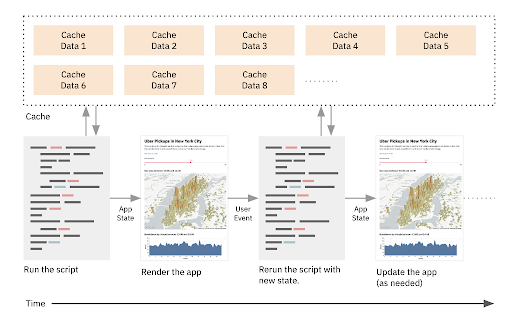 Cache Data 1
Cache Data 2
Cache Data 3
Cache Data 4
Cache Data 5
Cache Data 6
Cache Data 7
Cache Data 8
Cache
Uber Pickups in New York City
Uber Pickups in New York City
App State
User Event
App State
Run the script
Render the app
Rerun the script with
new state.
Update the app
(as needed)
Time